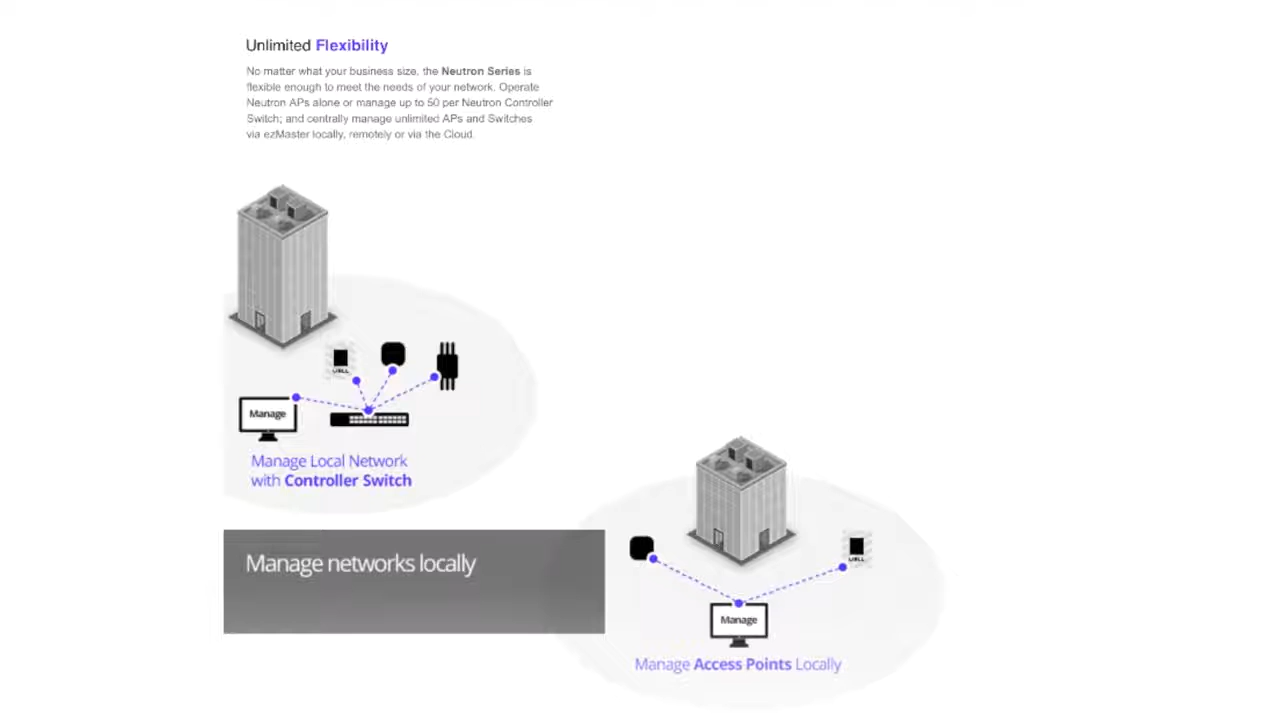 Unlimited Flexibility
No matter what your business size, the Neutron Series is
flexible enough to meet the needs of your network. Operate
Neutron APs alone or manage up to 50 per Neutron Controller
Switch; and centrally manage unlimited APs and Switches
via ezMaster locally, remotely or via the Cloud.
Manage
Manage Local Network
with Controller Switch
Manage networks locally
Manage
Manage Access Points Locally